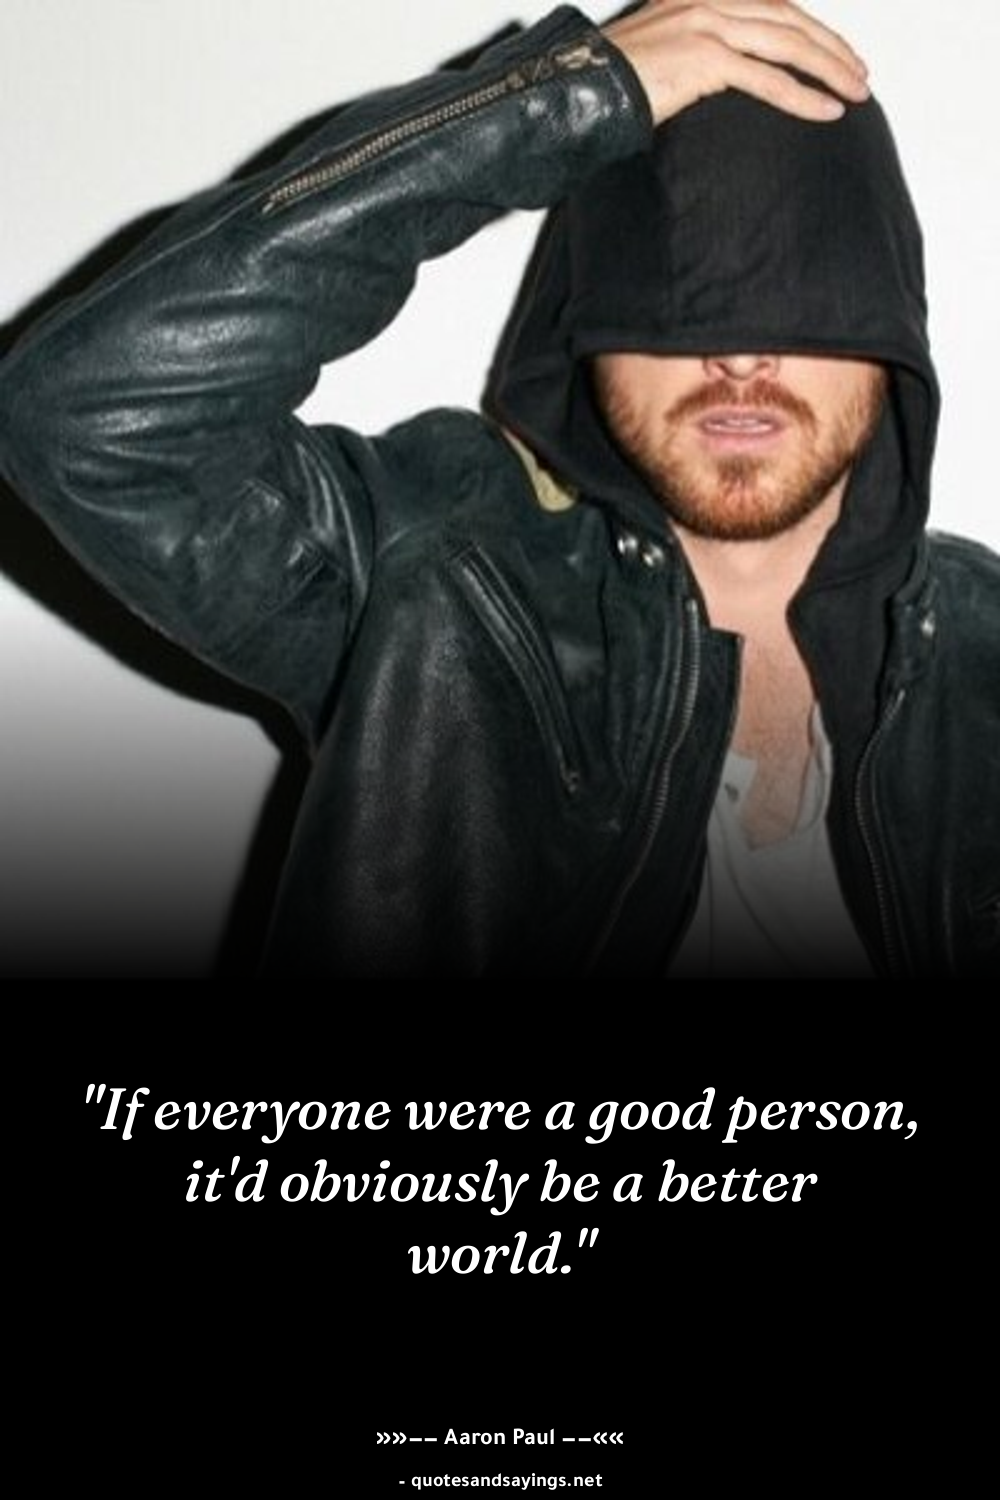 "If everyone were a good person,
it'd obviously be a better
world."
»»−− Aaron Paul −−««
- quotesandsayings.net